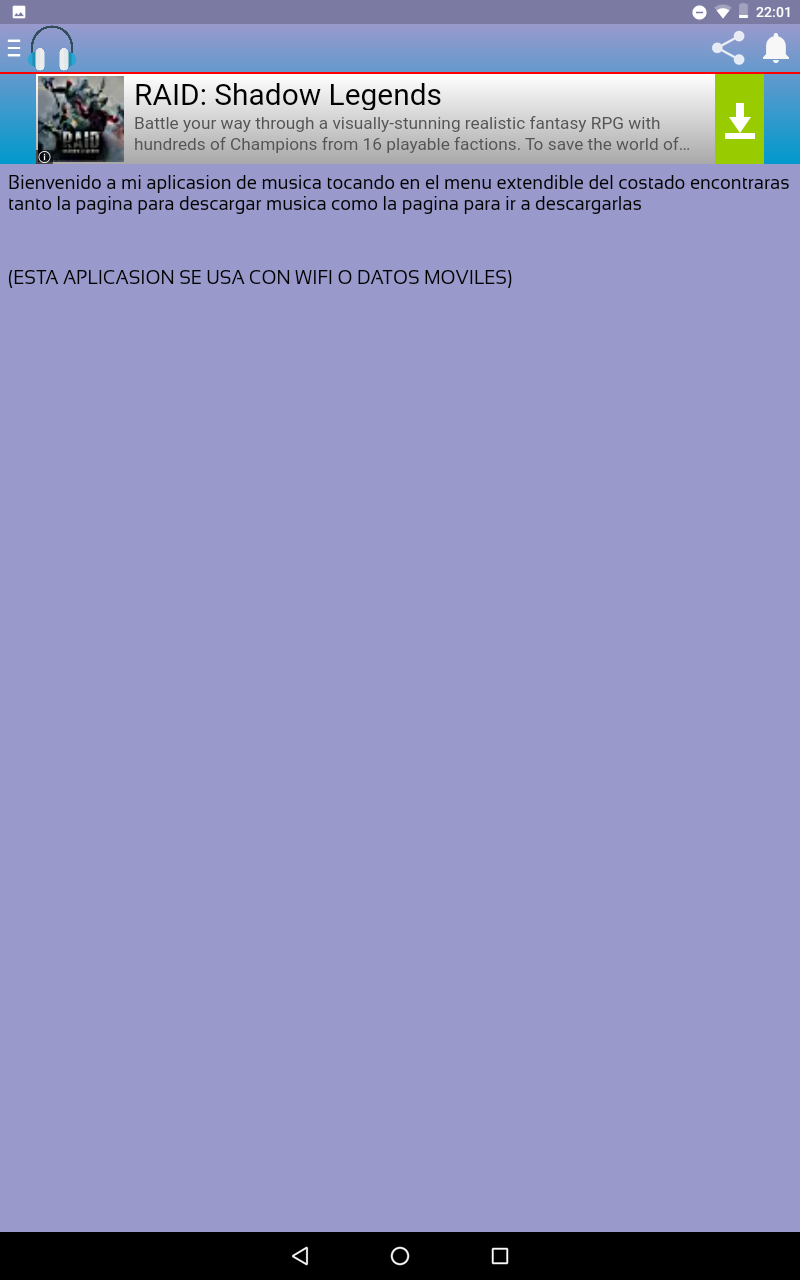 22:01
RAID: Shadow Legends
Battle your way through a visually-stunning realistic fantasy RPG with
hundreds of Champions from 16 playable factions. To save the world of...
RAID
Bienvenido a mi aplicasion de musica tocando en el menu extendible del costado encontraras
tanto la pagina para descargar musica como la pagina para ir a descargarlas
(ESTA APLICASION SE USA CON WIFI O DATOS MOVILES)